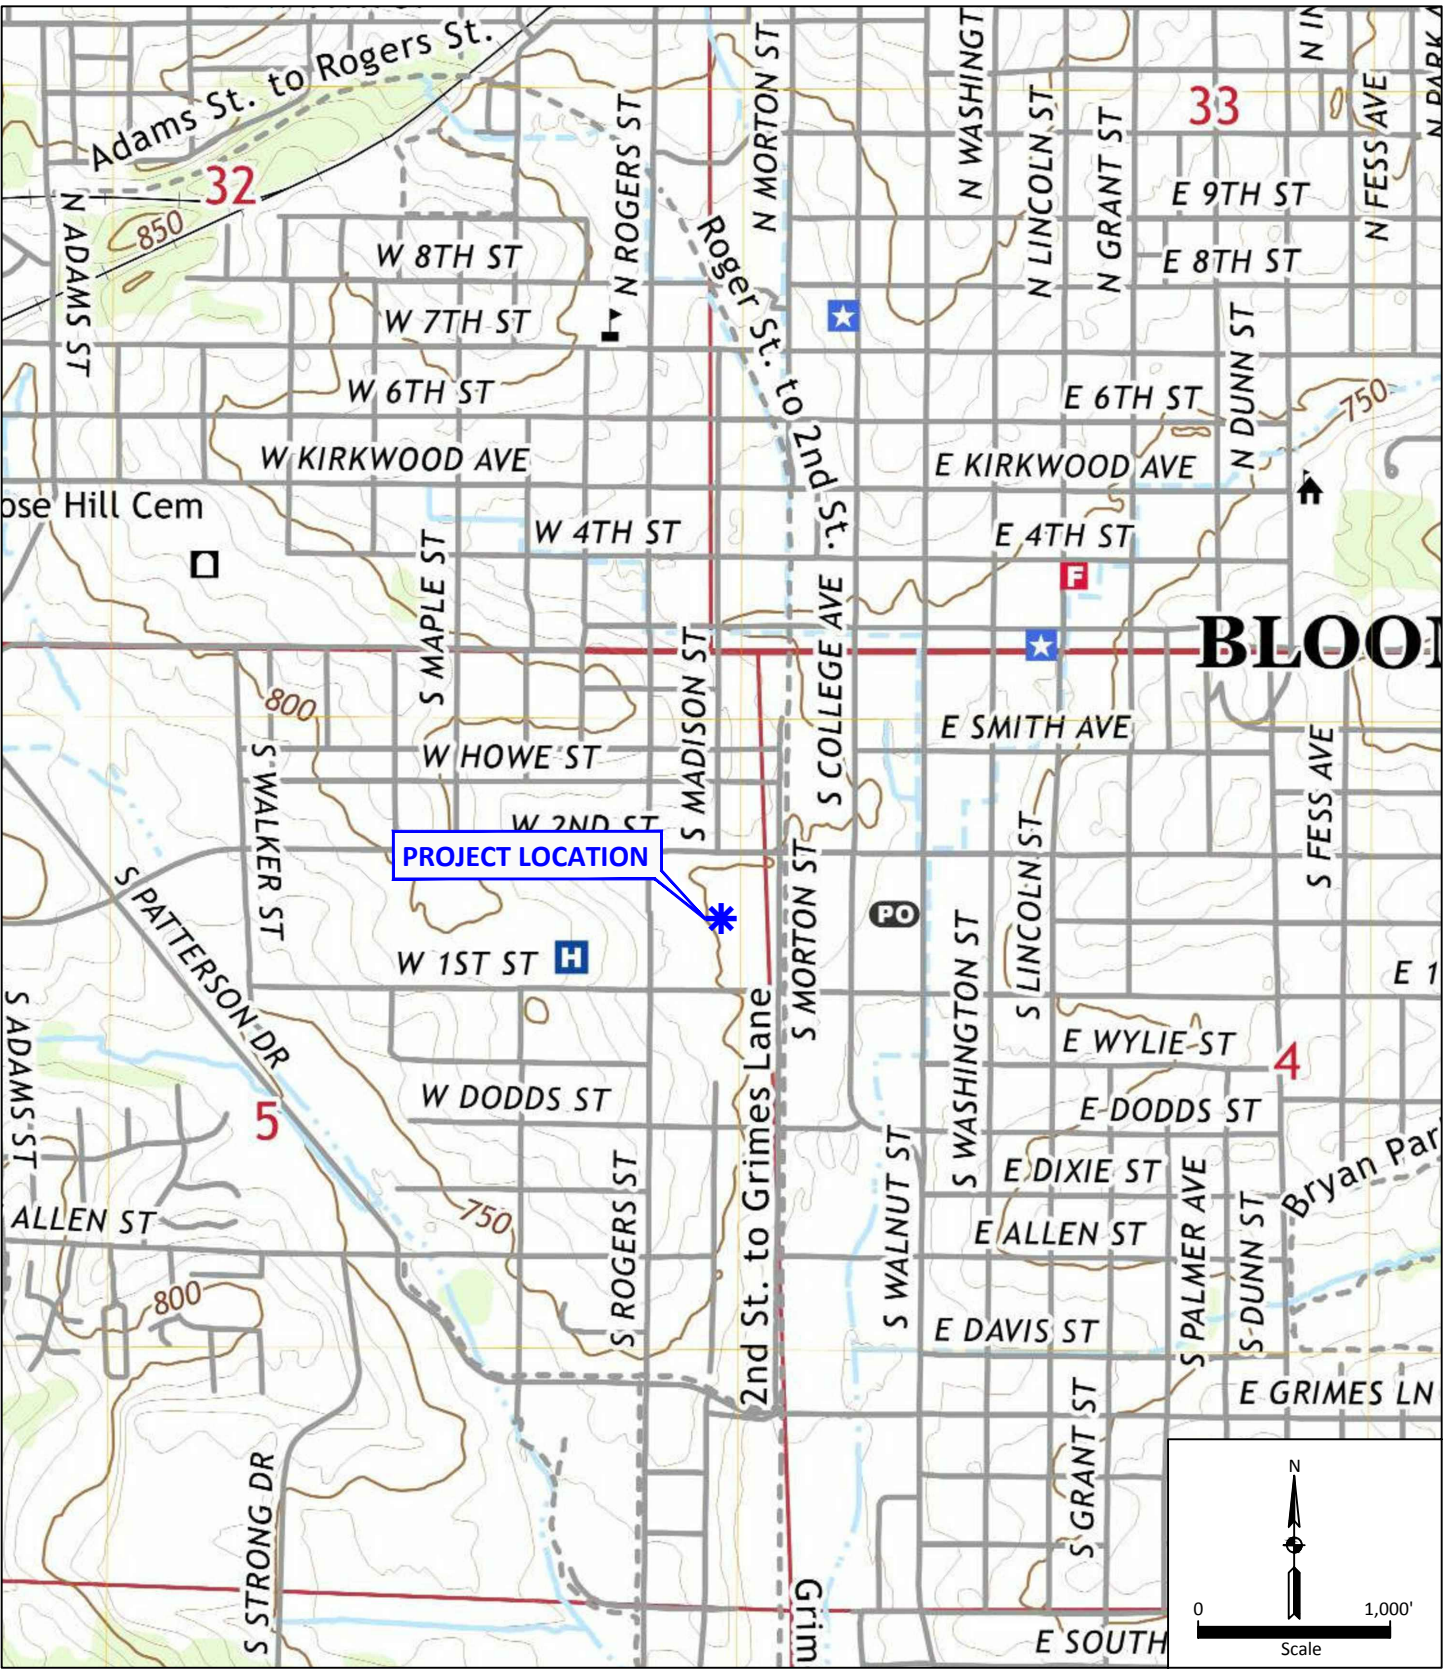 Adams St. to Rogers St.
N MORTON ST
N WASHINGT
N IN
N PARK
33
N LINCOLN ST
N GRANT ST
N FESS AVE
N ROGERS ST
32
E 9TH ST
N ADAMS ST
850
W 8TH ST
E 8TH ST
Roger St. to 2nd St.
W 7TH ST
N DUNN ST
W 6TH ST
E 6TH ST
750
W KIRKWOOD AVE
E KIRKWOOD AVE
ose Hill Cem
W 4TH ST
E 4TH ST
F
S MAPLE ST
S COLLEGE AVE
S MADISON ST
BLOO
800
E SMITH AVE
W HOWE ST
S WALKER ST
S FESS AVE
W 2ND ST
PROJECT LOCATION
S LINCOLN ST
S MORTON ST
S PATTERSON DR
PO
S WASHINGTON ST
W 1ST ST
H
E 1
S ADAMS ST
2nd St. to Grimes Lane
E WYLIE ST
4
W DODDS ST
E DODDS ST
5
S WALNUT ST
E DIXIE ST
Bryan Par
S ROGERS ST
S PALMER AVE
S DUNN ST
ALLEN ST
750
E ALLEN ST
800
E DAVIS ST
E GRIMES LN
S GRANT ST
S STRONG DR
Grim
E SOUTH
N
0 1,000'
Scale